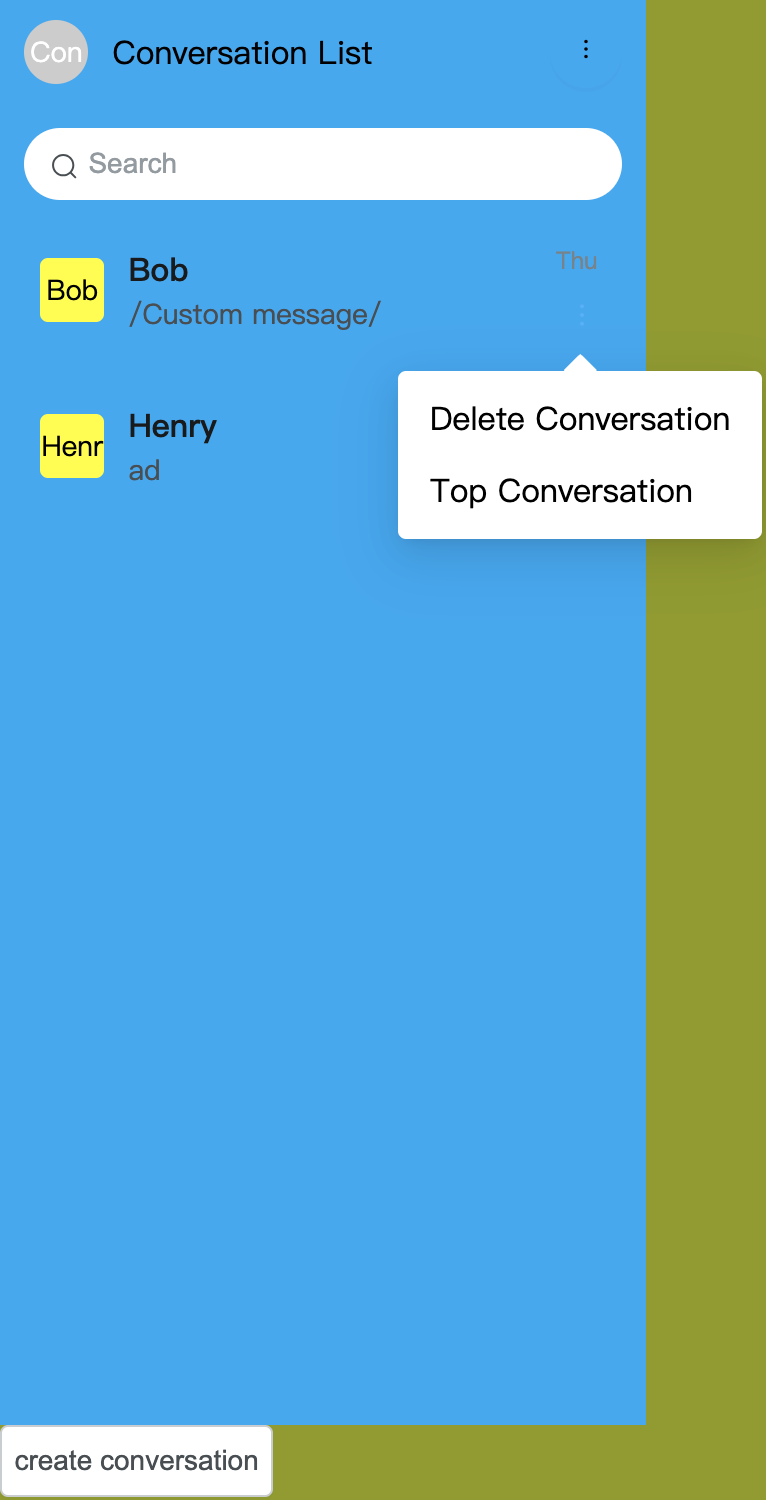 Con
Conversation List
Search
Bob
Bob
Thu
/Custom message/
Henr
Henry
ad
Delete Conversation
Top Conversation
create conversation